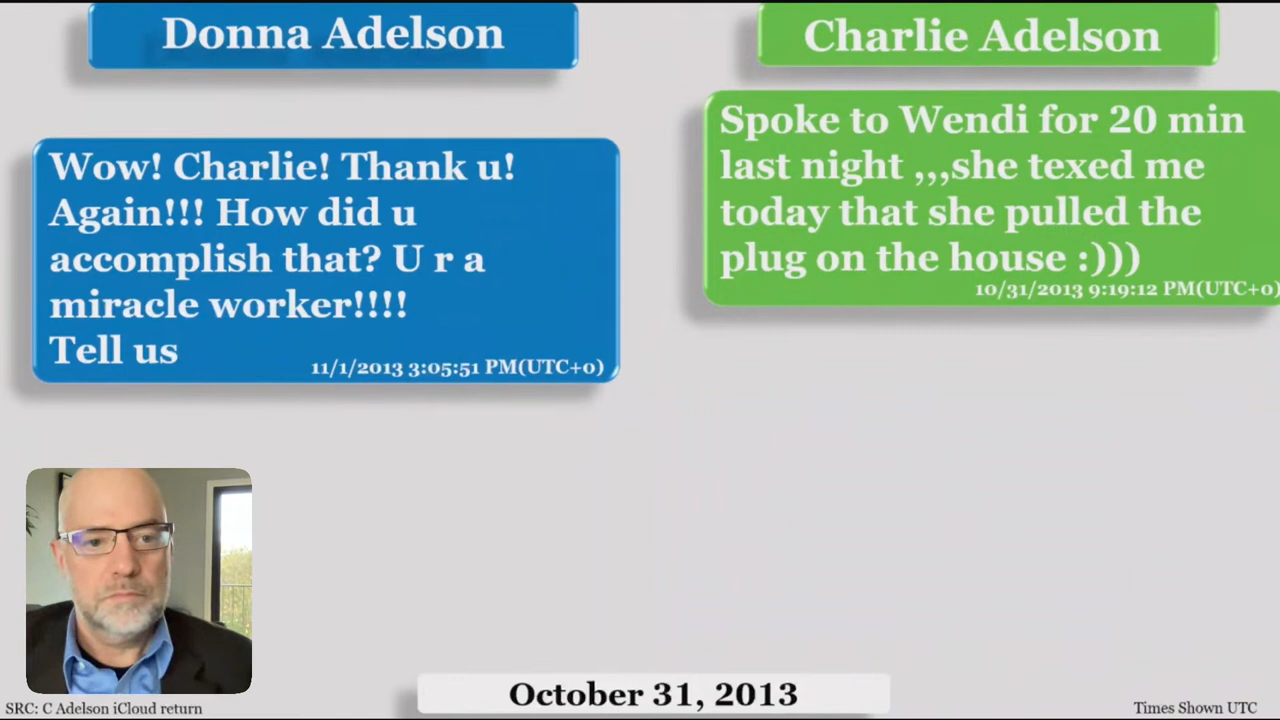 Donna Adelson
Charlie Adelson
Spoke to Wendi for 20 min
last night ,,,she texed me
today that she pulled the
plug on the house :)))
10/31/2013 9:19:12 PM(UTC+0)
Wow! Charlie! Thank u!
Again!!! How did u
accomplish that? U r a
miracle worker!!!!
Tell us
11/1/2013 3:05:51 PM(UTC+0)
October 31, 2013
SRC: C Adelson iCloud return
Times Shown UTC